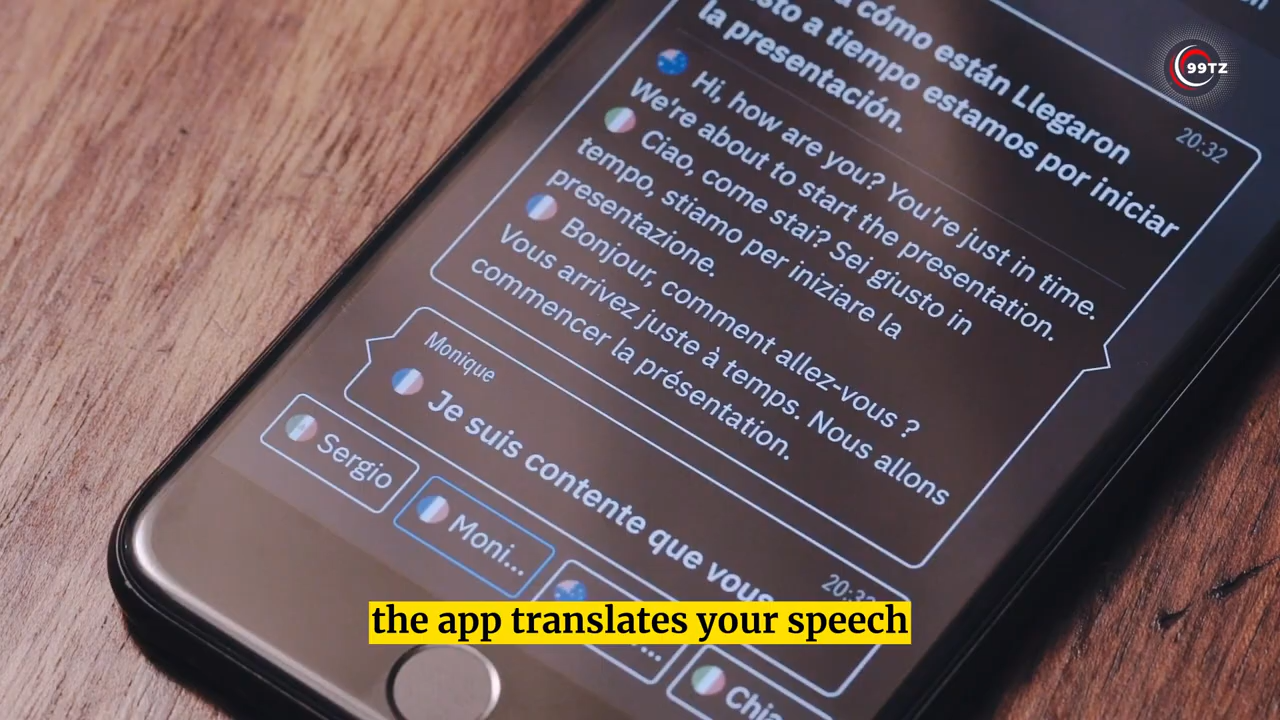 cómo están Llegaron
a tiempo estamos por iniciar
la presentación.
20:32
Hi, how are you? You're just in time.
We're about to start the presentation.
Ciao, come stai? Sei giusto in
tempo, stiamo per iniziare la
presentazione.
Bonjour, comment allez-vous ?
Vous arrivez juste à temps. Nous allons
commencer la présentation.
Monique
Je suis contente que vous
20:32
Sergio
Moni...
Chia
the app translates your speech
99TZ